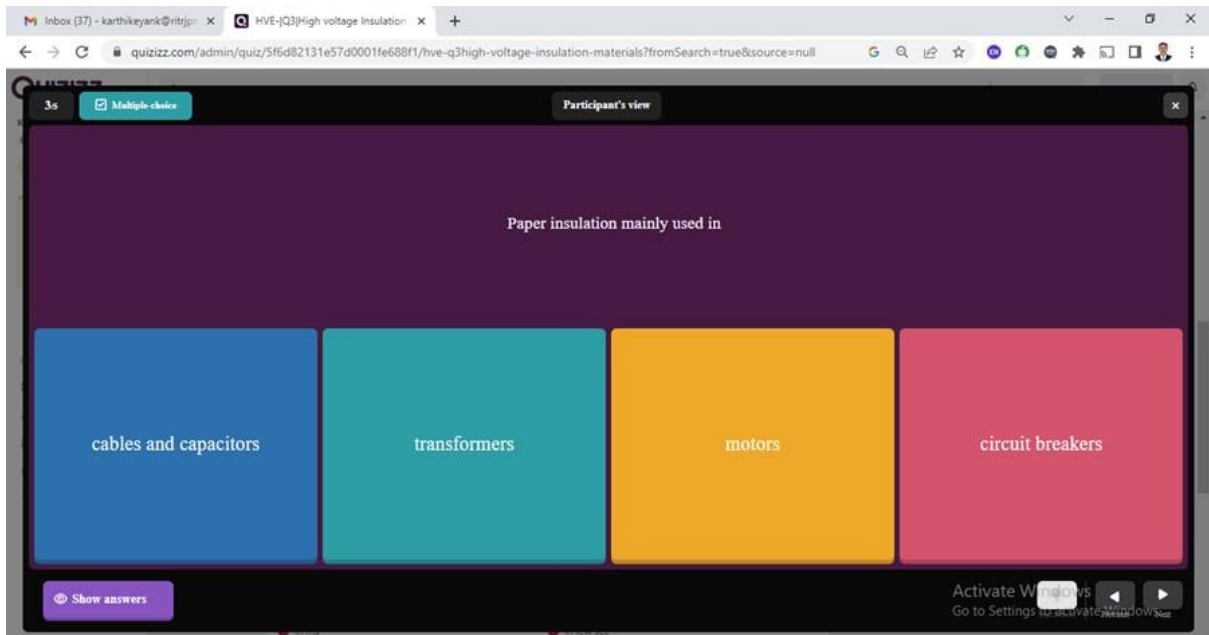 Inbox (37) - karthikeyank@ritrjpm
HVE-[Q3]High voltage Insulation
quizizz.com/admin/quiz/5f6d82131e57d0001fe688f1/hve-q3high-voltage-insulation-materials?fromSearch=true&source=null
3s
Multiple-choice
Participant's view
Paper insulation mainly used in
cables and capacitors
transformers
motors
circuit breakers
Show answers
Activate Windows
Go to Settings to activate Windows.
Next